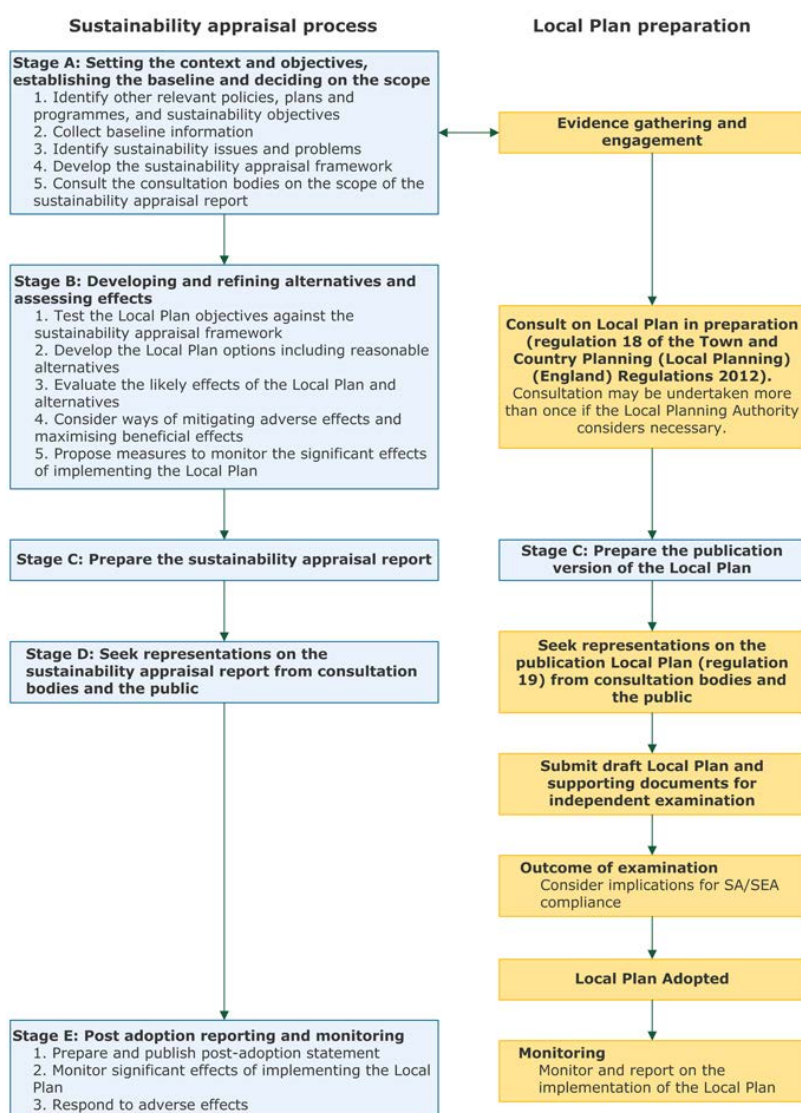 Sustainability appraisal process
Stage A: Setting the context and objectives,
establishing the baseline and deciding on the scope
1. Identify other relevant policies, plans and
programmes, and sustainability objectives
2. Collect baseline information
3. Identify sustainability issues and problems
4. Develop the sustainability appraisal framework
5. Consult the consultation bodies on the scope of the
sustainability appraisal report
Stage B: Developing and refining alternatives and
assessing effects
1. Test the Local Plan objectives against the
sustainability appraisal framework
2. Develop the Local Plan options including reasonable
alternatives
3. Evaluate the likely effects of the Local Plan and
alternatives
4. Consider ways of mitigating adverse effects and
maximising beneficial effects
5. Propose measures to monitor the significant effects
of implementing the Local Plan
Stage C: Prepare the sustainability appraisal report
Stage D: Seek representations on the
sustainability appraisal report from consultation
bodies and the public
Stage E: Post adoption reporting and monitoring
1. Prepare and publish post-adoption statement
2. Monitor significant effects of implementing the Local
Plan
3. Respond to adverse effects
Local Plan preparation
Evidence gathering and
engagement
Consult on Local Plan in preparation
(regulation 18 of the Town and
Country Planning (Local Planning)
(England) Regulations 2012).
Consultation may be undertaken more
than once if the Local Planning Authority
considers necessary.
Stage C: Prepare the publication
version of the Local Plan
Seek representations on the
publication Local Plan (regulation
19) from consultation bodies and
the public
Submit draft Local Plan and
supporting documents for
independent examination
Outcome of examination
Consider implications for SA/SEA
compliance
Local Plan Adopted
Monitoring
Monitor and report on the
implementation of the Local Plan